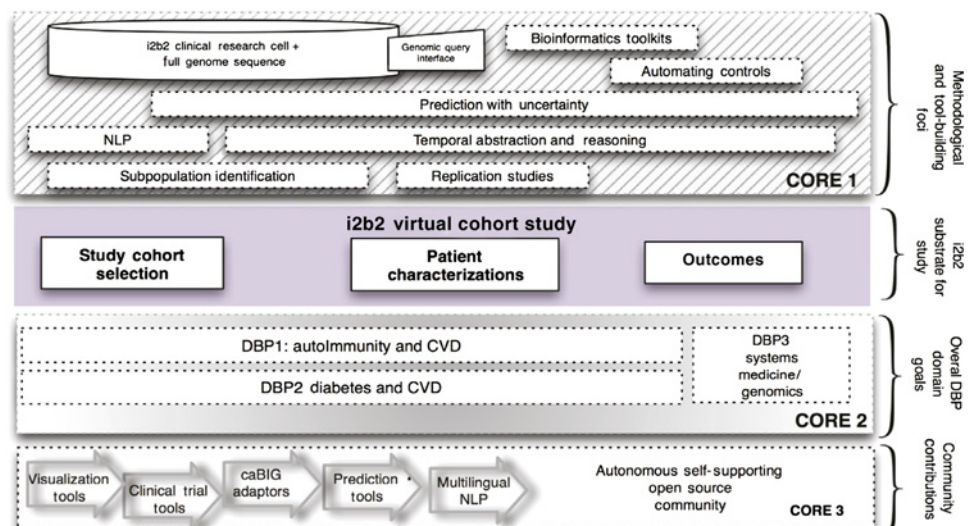 i2b2 clinical research cell +
full genome sequence
Genomic query
interface
Bioinformatics toolkits
Automating controls
Prediction with uncertainty
NLP
Temporal abstraction and reasoning
Subpopulation identification
Replication studies
CORE 1
Methodological
and tool-building
foci
i2b2 virtual cohort study
Study cohort
selection
Patient
characterizations
Outcomes
i2b2
substrate for
study
DBP1: autoImmunity and CVD
DBP2 diabetes and CVD
DBP3
systems
medicine/
genomics
CORE 2
Overal DBP
domain
goals
Visualization
tools
Clinical trial
tools
caBIG
adaptors
Prediction
tools
Multilingual
NLP
Autonomous self-supporting
open source
community
CORE 3
Community
contributions